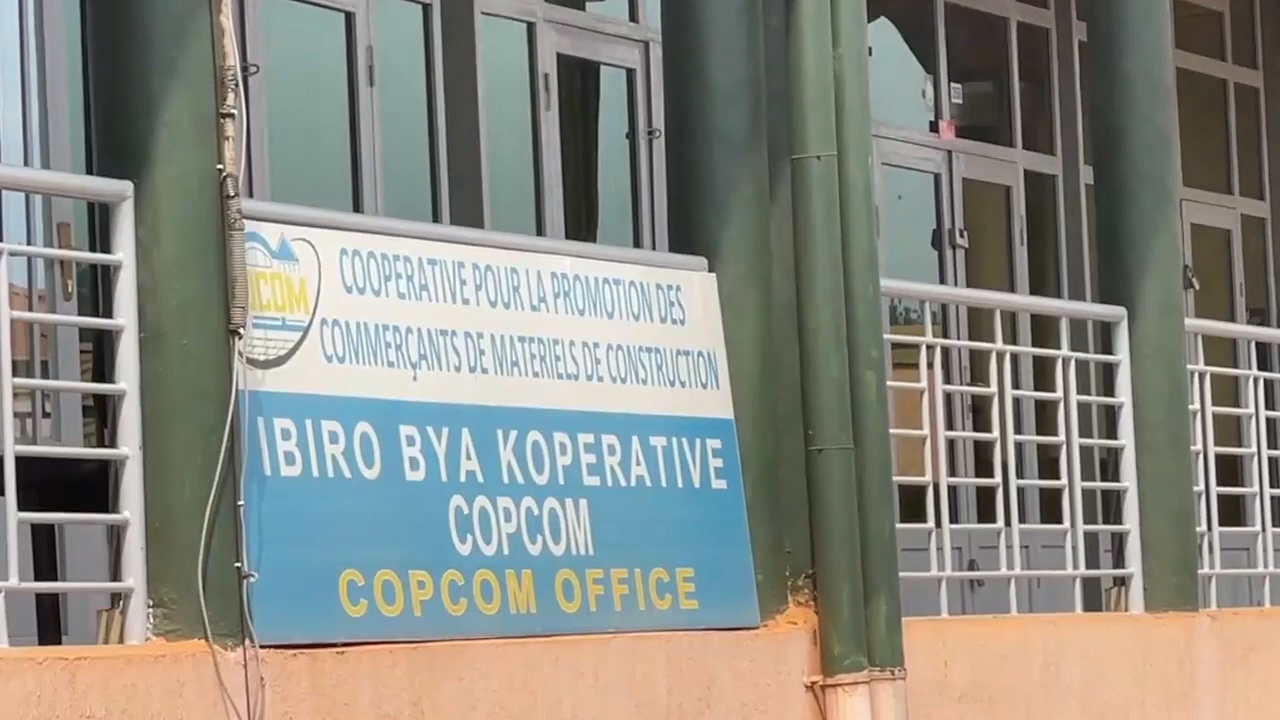 COOPERATIVE POUR LA PROMOTION DES
COMMERÇANTS DE MATERIELS DE CONSTRUCTION
IBIRO BYA KOPERATIVE
COPCOM
COPCOM OFFICE